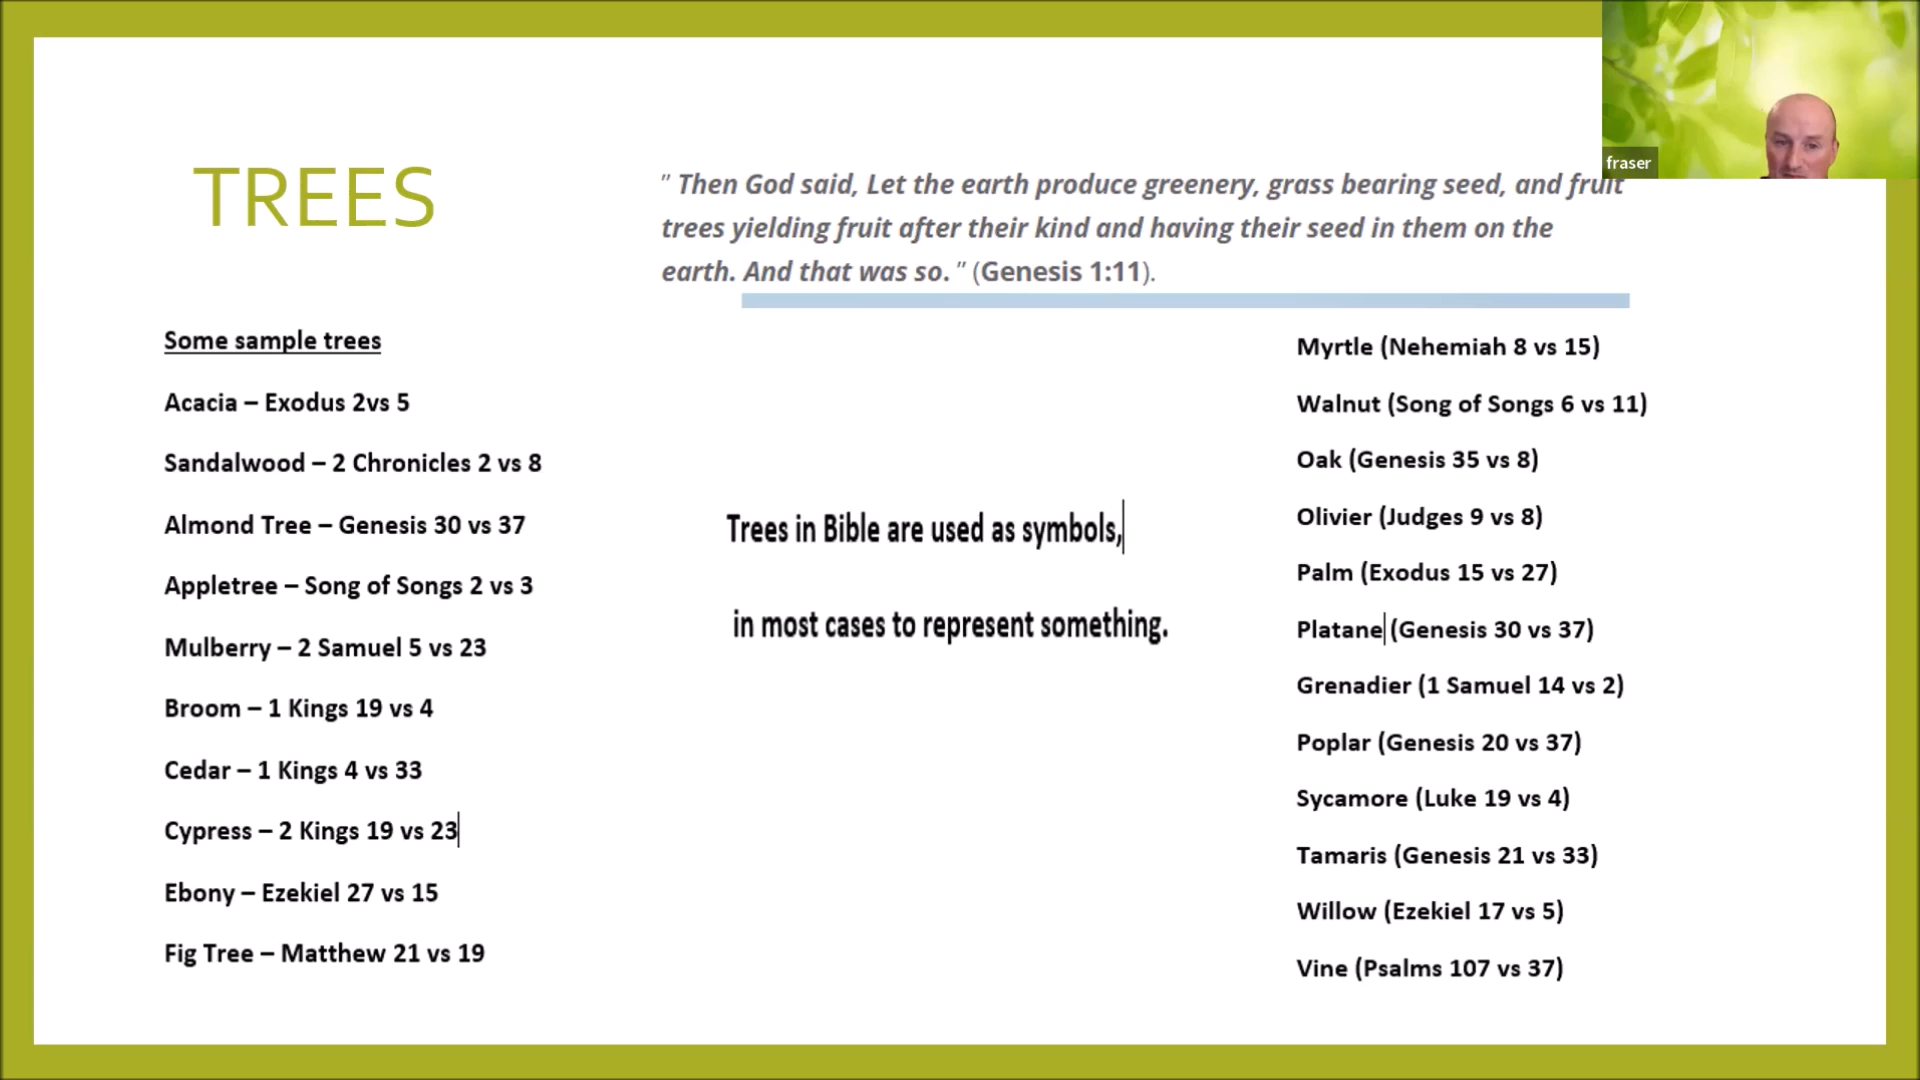 fraser
TREES
" Then God said, Let the earth produce greenery, grass bearing seed, and fruit
trees yielding fruit after their kind and having their seed in them on the
earth. And that was so. " (Genesis 1:11).
Some sample trees
Acacia – Exodus 2vs 5
Sandalwood – 2 Chronicles 2 vs 8
Almond Tree – Genesis 30 vs 37
Appletree – Song of Songs 2 vs 3
Mulberry – 2 Samuel 5 vs 23
Broom – 1 Kings 19 vs 4
Cedar – 1 Kings 4 vs 33
Cypress – 2 Kings 19 vs 23
Ebony – Ezekiel 27 vs 15
Fig Tree – Matthew 21 vs 19
Trees in Bible are used as symbols,
in most cases to represent something.
Myrtle (Nehemiah 8 vs 15)
Walnut (Song of Songs 6 vs 11)
Oak (Genesis 35 vs 8)
Olivier (Judges 9 vs 8)
Palm (Exodus 15 vs 27)
Platane (Genesis 30 vs 37)
Grenadier (1 Samuel 14 vs 2)
Poplar (Genesis 20 vs 37)
Sycamore (Luke 19 vs 4)
Tamaris (Genesis 21 vs 33)
Willow (Ezekiel 17 vs 5)
Vine (Psalms 107 vs 37)